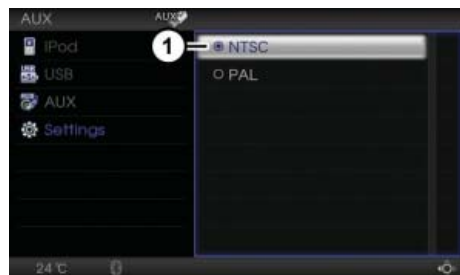 AUX AUX
1
NTSC
iPod
USB
PAL
AUX
Settings
24℃